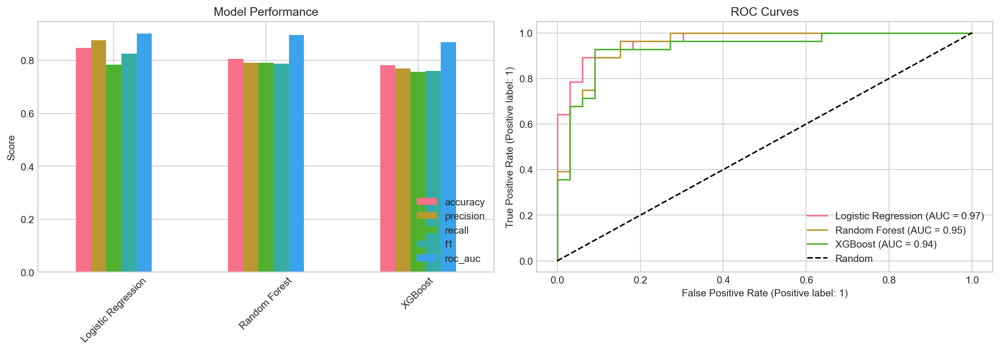 Model Performance
Score
0.8
0.6
0.4
0.2
0.0
Logistic Regression
Random Forest
XGBoost
accuracy
precision
recall
f1
roc_auc
ROC Curves
True Positive Rate (Positive label: 1)
1.0
0.8
0.6
0.4
0.2
0.0
0.0 0.2 0.4 0.6 0.8 1.0
False Positive Rate (Positive label: 1)
Logistic Regression (AUC = 0.97)
Random Forest (AUC = 0.95)
XGBoost (AUC = 0.94)
Random